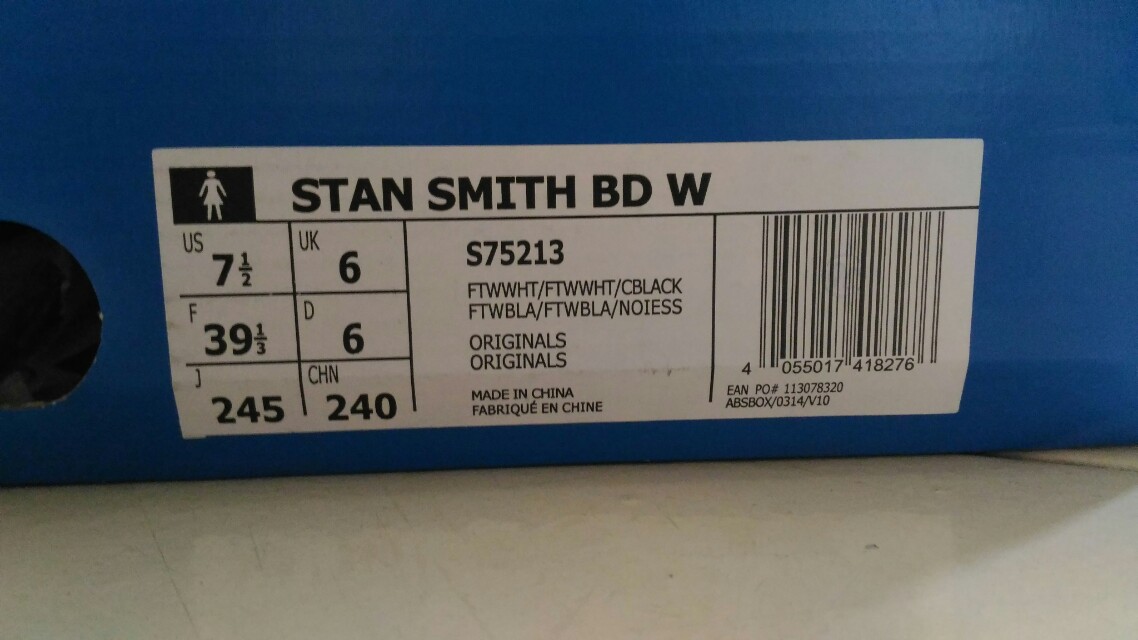 STAN SMITH BD W
US 7½
UK 6
F 39⅓
D 6
J 245
CHN 240
S75213
FTWWHT/FTWWHT/CBLACK
FTWBLA/FTWBLA/NOIESS
ORIGINALS
ORIGINALS
MADE IN CHINA
FABRIQUÉ EN CHINE
4 055017 418276
EAN PO# 113078320
ABSBOX/0314/V10